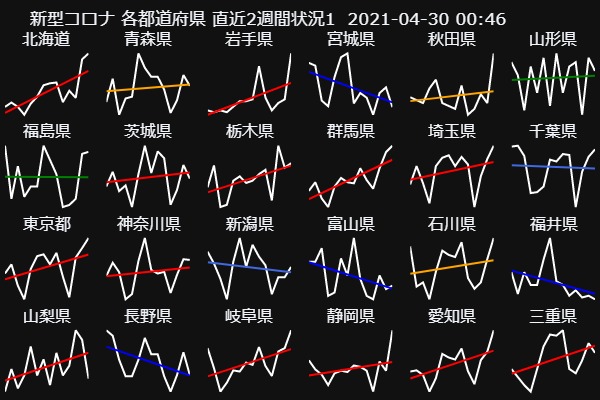 新型コロナ 各都道府県 直近2週間状況1 2021-04-30 00:46
北海道 青森県 岩手県 宮城県 秋田県 山形県
福島県 茨城県 栃木県 群馬県 埼玉県 千葉県
東京都 神奈川県 新潟県 富山県 石川県 福井県
山梨県 長野県 岐阜県 静岡県 愛知県 三重県